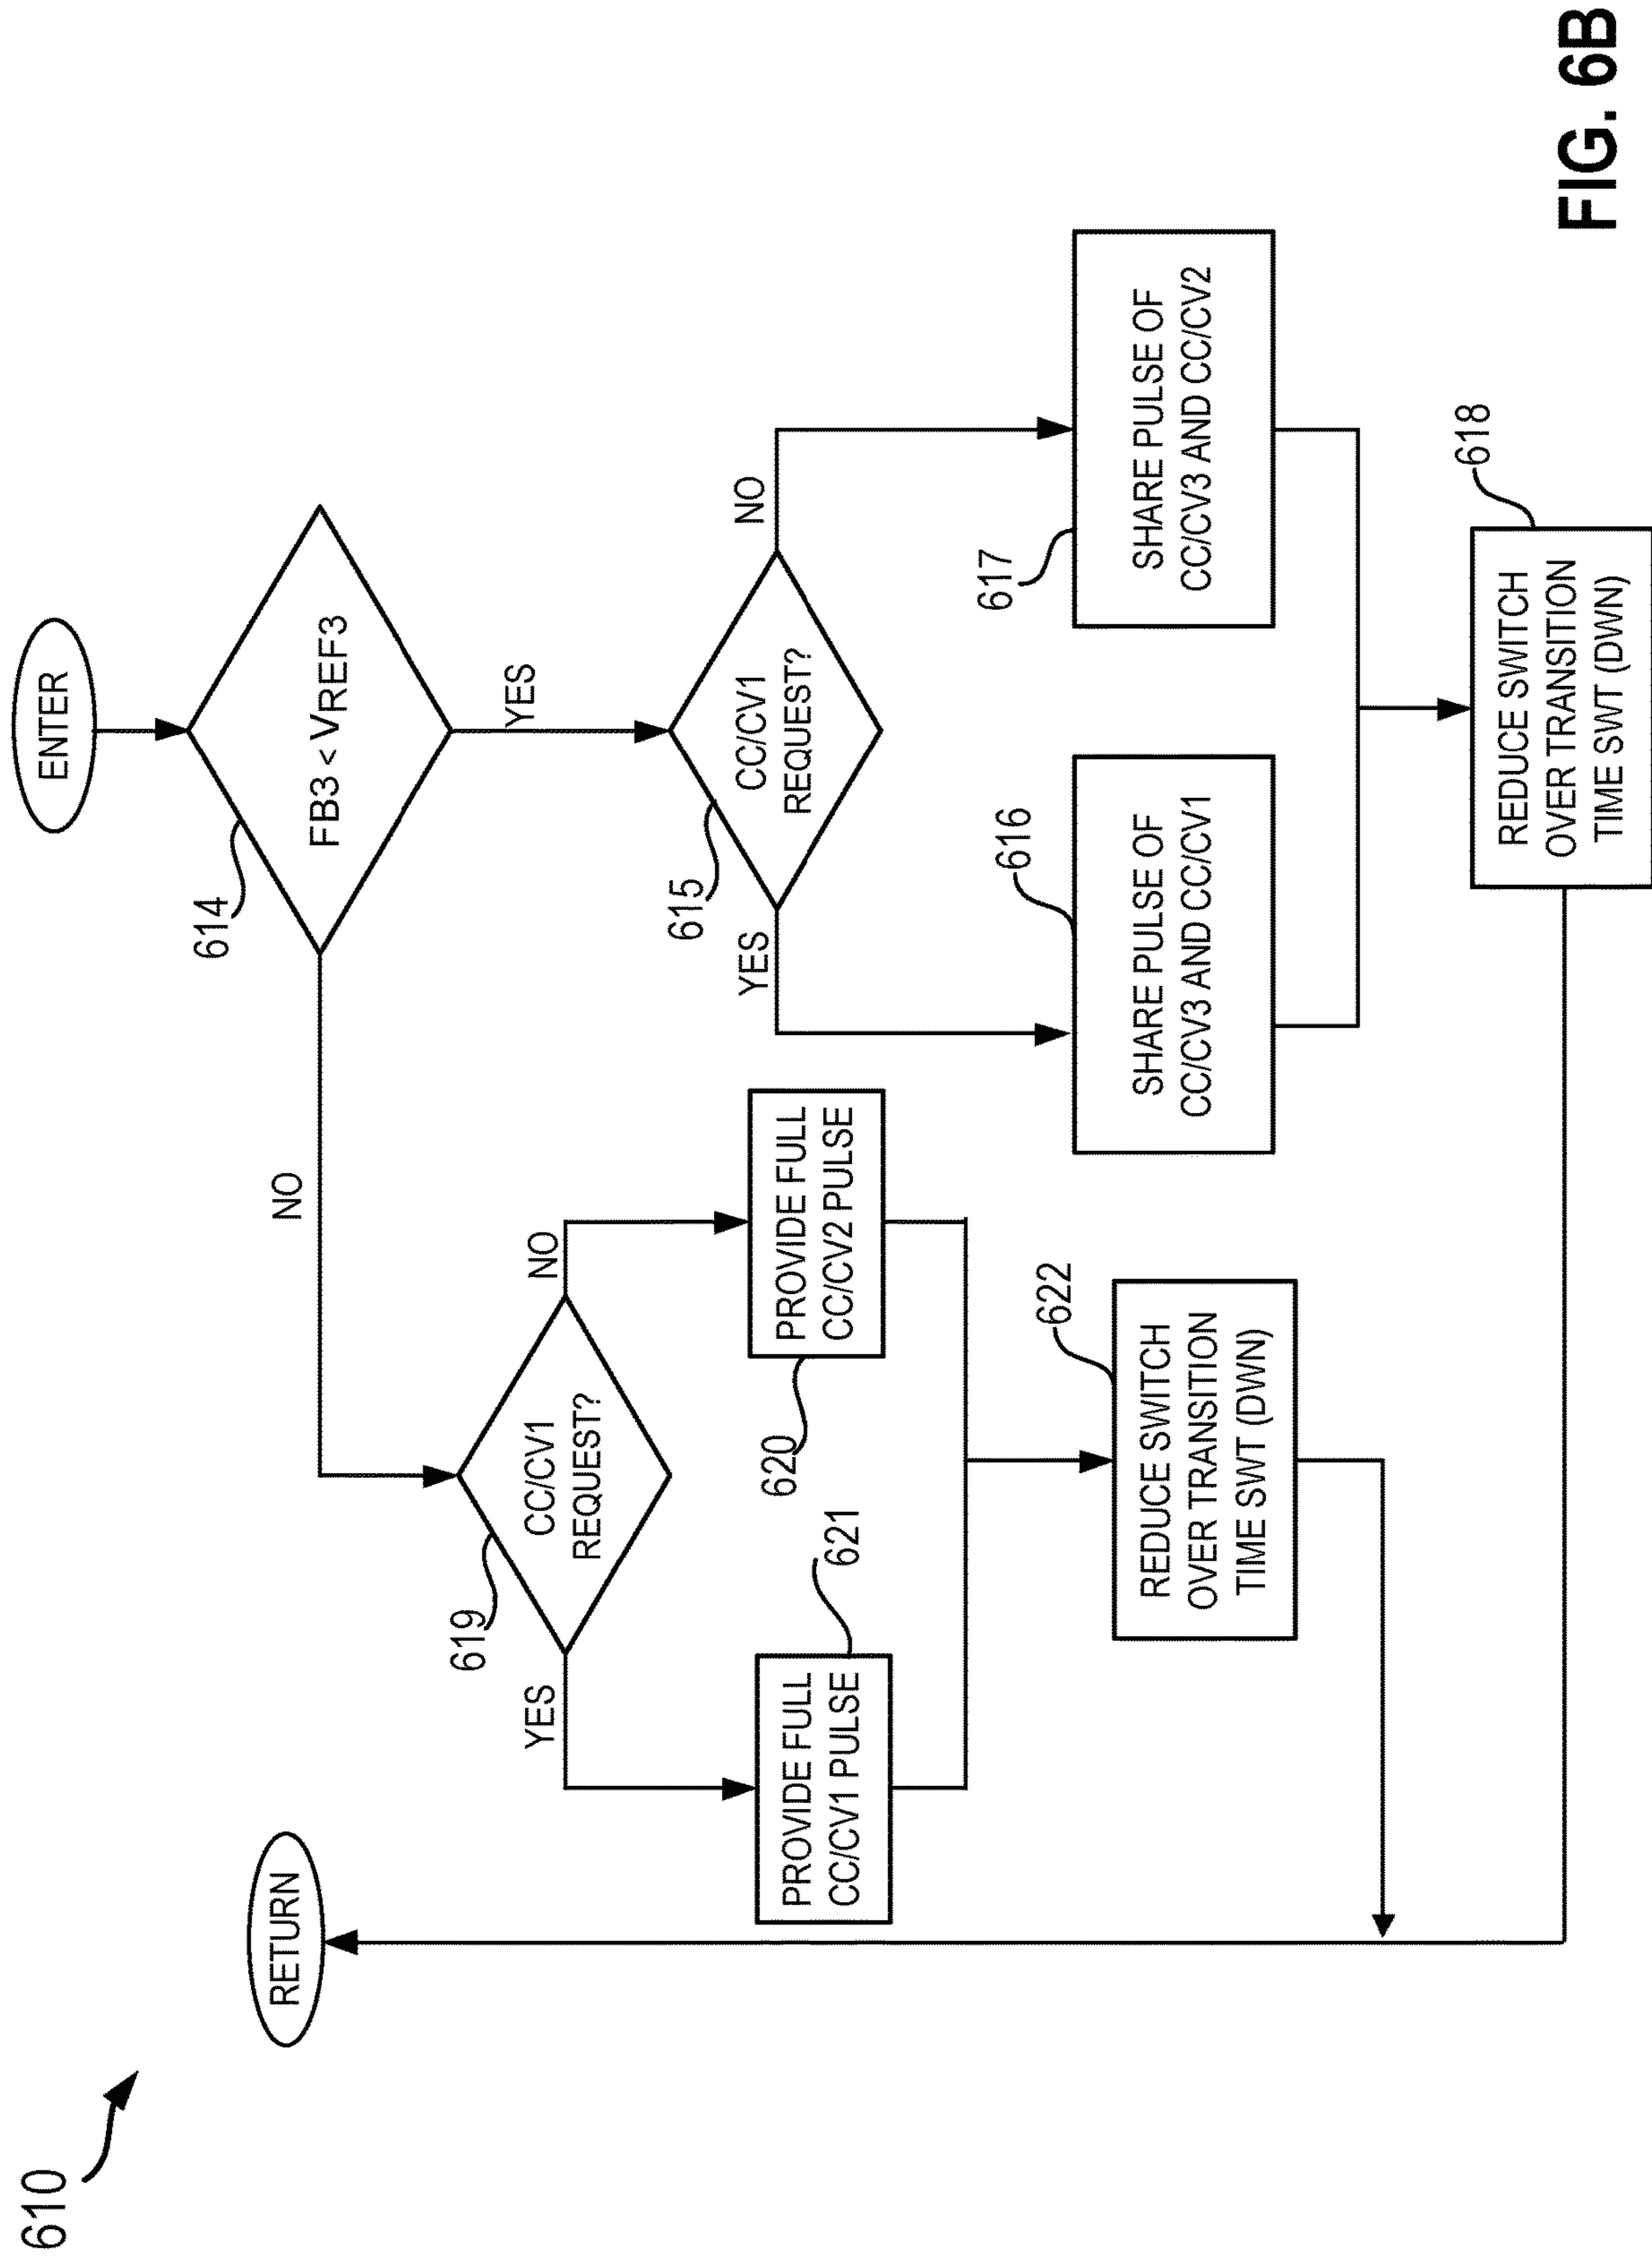 610
ENTER
RETURN
614
FB3 < VREF3
NO
YES
619
CC/CV1
REQUEST?
YES
NO
615
CC/CV1
REQUEST?
YES
NO
621
PROVIDE FULL
CC/CV1 PULSE
620
PROVIDE FULL
CC/CV2 PULSE
616
SHARE PULSE OF
CC/CV3 AND CC/CV1
617
SHARE PULSE OF
CC/CV3 AND CC/CV2
622
REDUCE SWITCH
OVER TRANSITION
TIME SWT (DWN)
618
REDUCE SWITCH
OVER TRANSITION
TIME SWT (DWN)
FIG. 6B